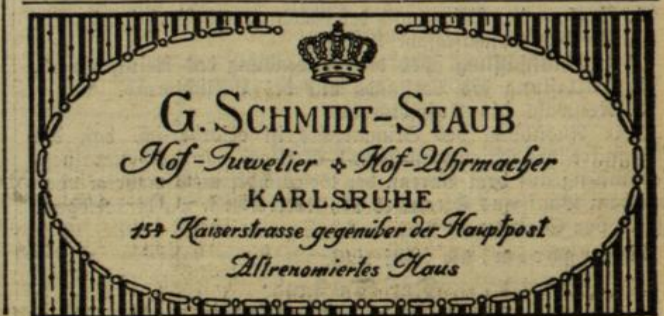 G. SCHMIDT-STAUB
Hof-Juwelier Hof-Uhrmacher
KARLSRUHE
154 Kaiserstrasse gegenüber der Hauptpost
Altrenomiertes Haus